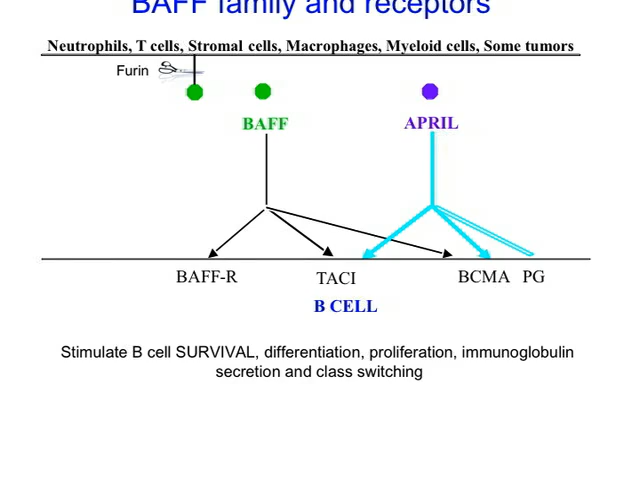 BAFF family and receptors
Neutrophils, T cells, Stromal cells, Macrophages, Myeloid cells, Some tumors
Furin
BAFF
APRIL
BAFF-R
TACI
BCMA
PG
B CELL
Stimulate B cell SURVIVAL, differentiation, proliferation, immunoglobulin
secretion and class switching